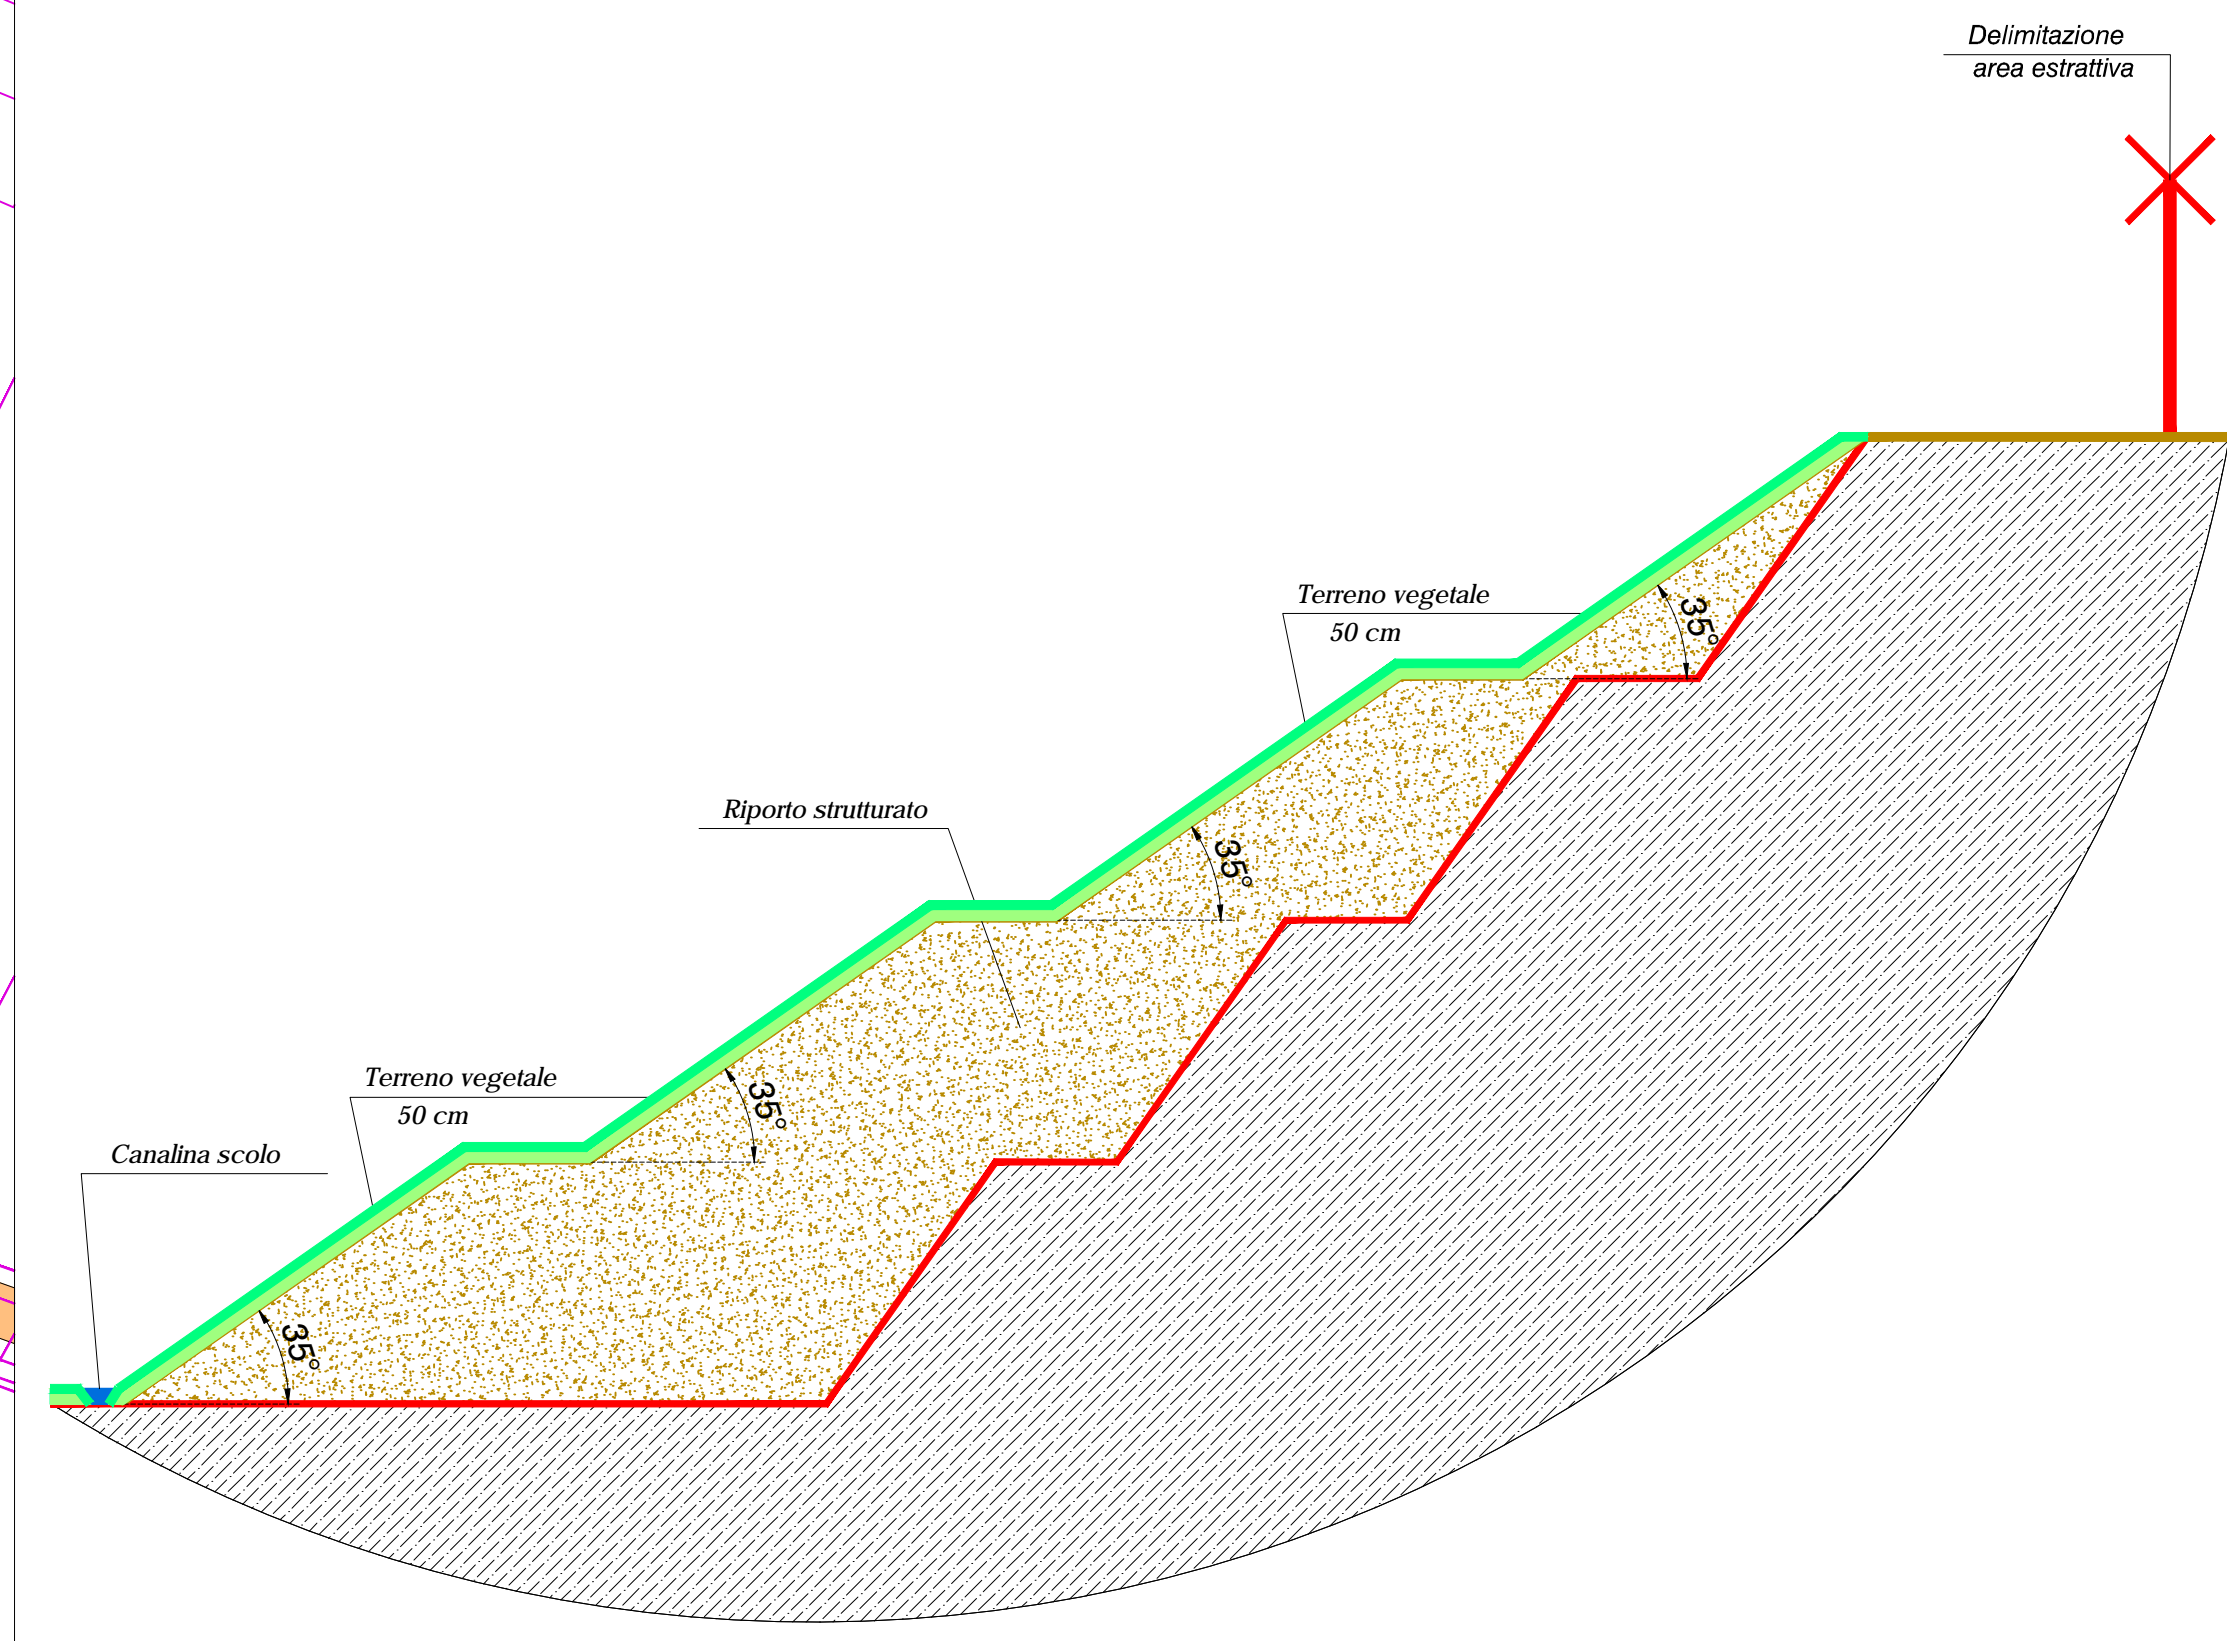 Delimitazione
area estrattiva
Terreno vegetale
50 cm
35°
Riporto strutturato
35°
Terreno vegetale
50 cm
35°
Canalina scolo
35°